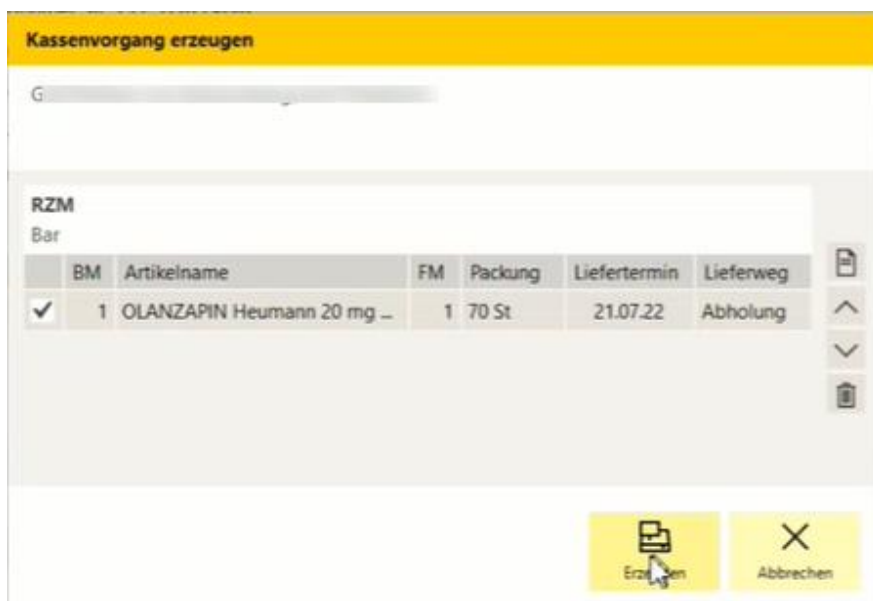 Kassenvorgang erzeugen
RZM
Bar
BM Artikelname FM Packung Liefertermin Lieferweg
1 OLANZAPIN Heumann 20 mg ... 1 70 St 21.07.22 Abholung
Abbrechen